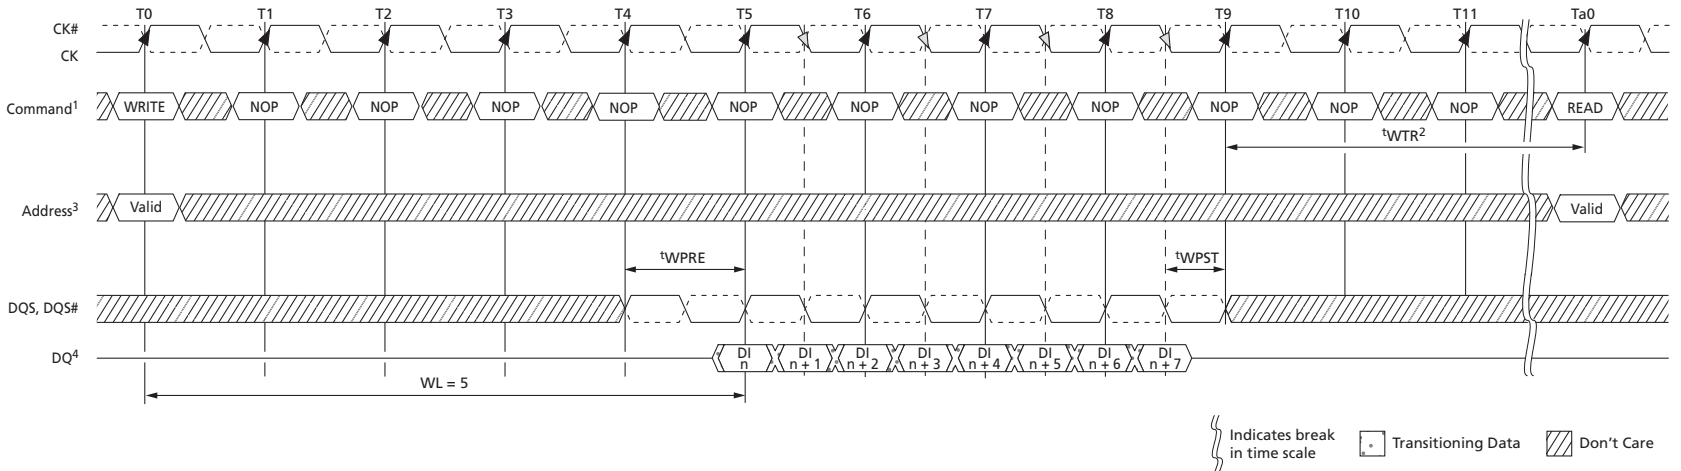 T0 T1 T2 T3 T4 T5 T6 T7 T8 T9 T10 T11 Ta0
CK#
CK
Command1 WRITE NOP NOP NOP NOP NOP NOP NOP NOP NOP NOP NOP READ
tWTR2
Address3 Valid Valid
tWPRE tWPST
DQS, DQS#
DQ4 DI n DI n + 1 DI n + 2 DI n + 3 DI n + 4 DI n + 5 DI n + 6 DI n + 7
WL = 5
Indicates break
in time scale
Transitioning Data
Don't Care